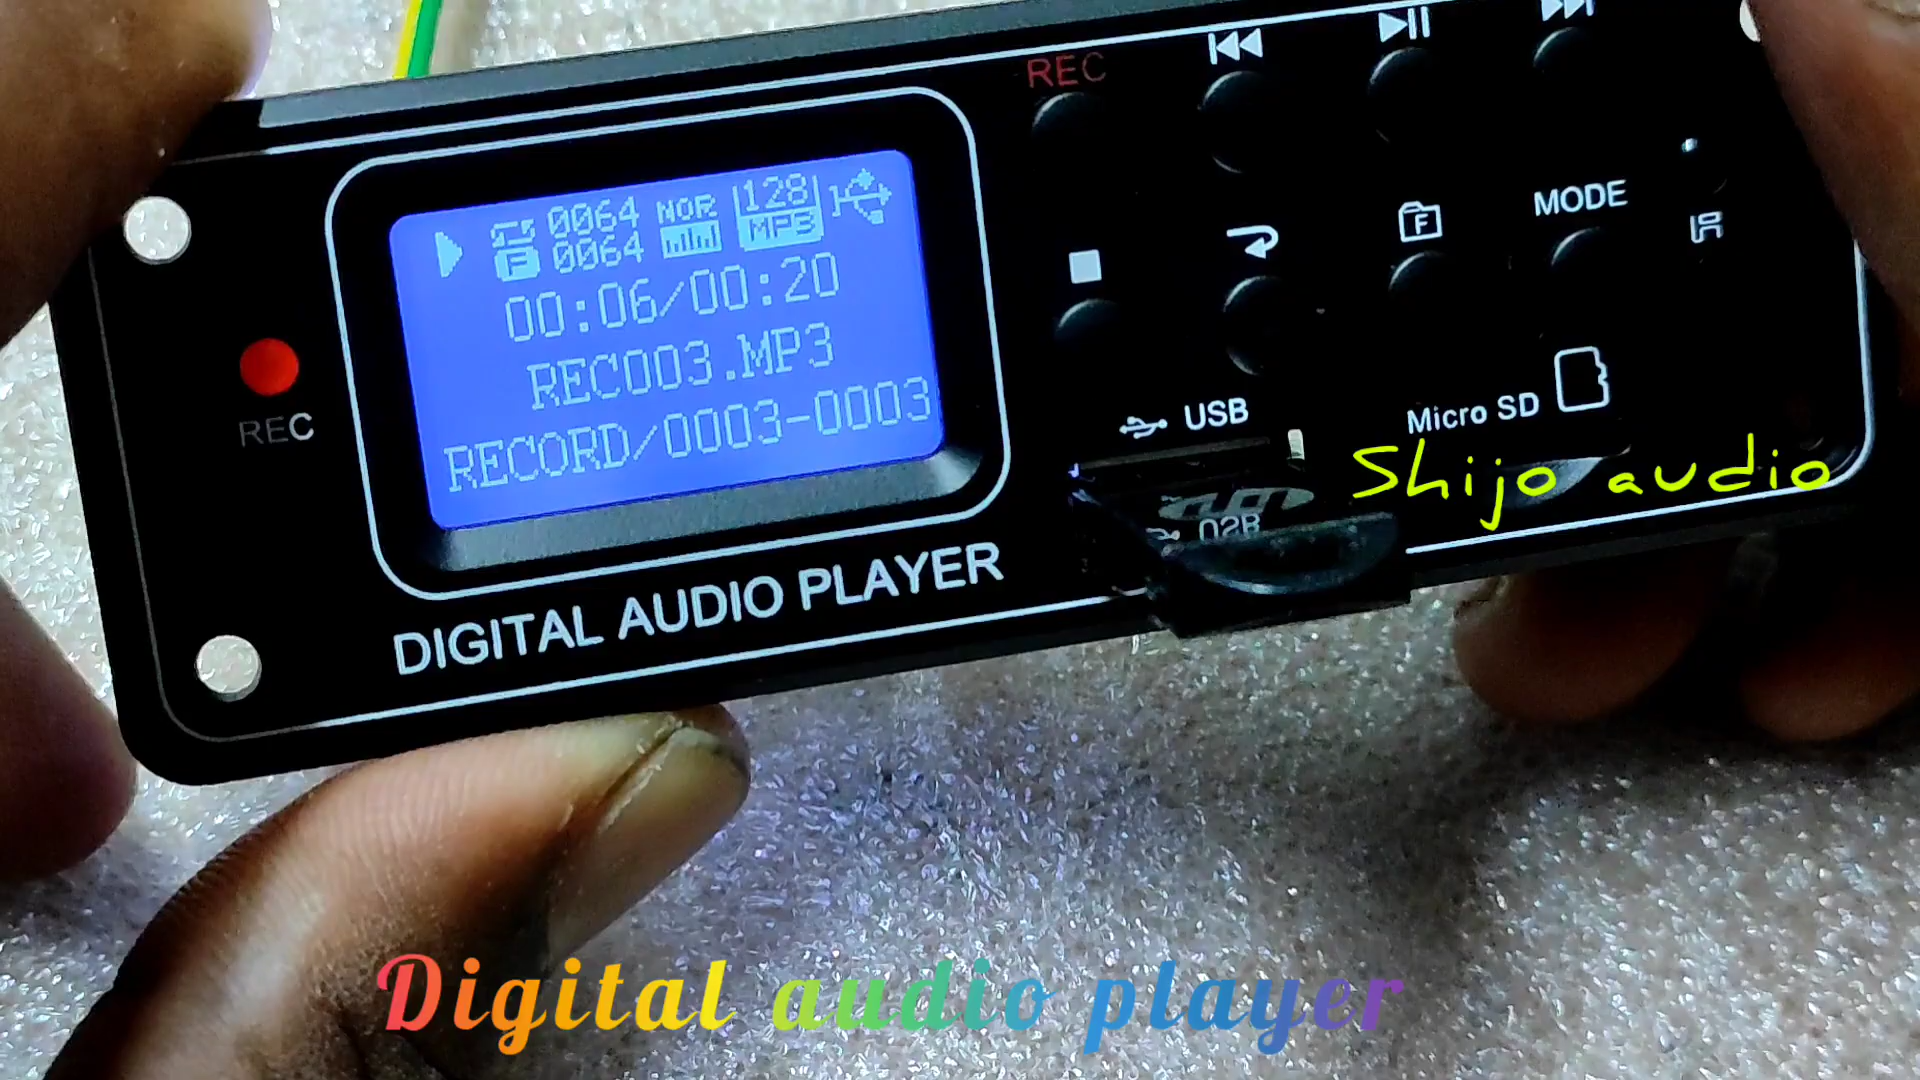 REC
0064 NOR 128
F 0064 MP3
00:06/00:20
REC003.MP3
RECORD/0003-0003
REC
DIGITAL AUDIO PLAYER
F
MODE
IR
USB
Micro SD
Shijo audio
Digital audio player